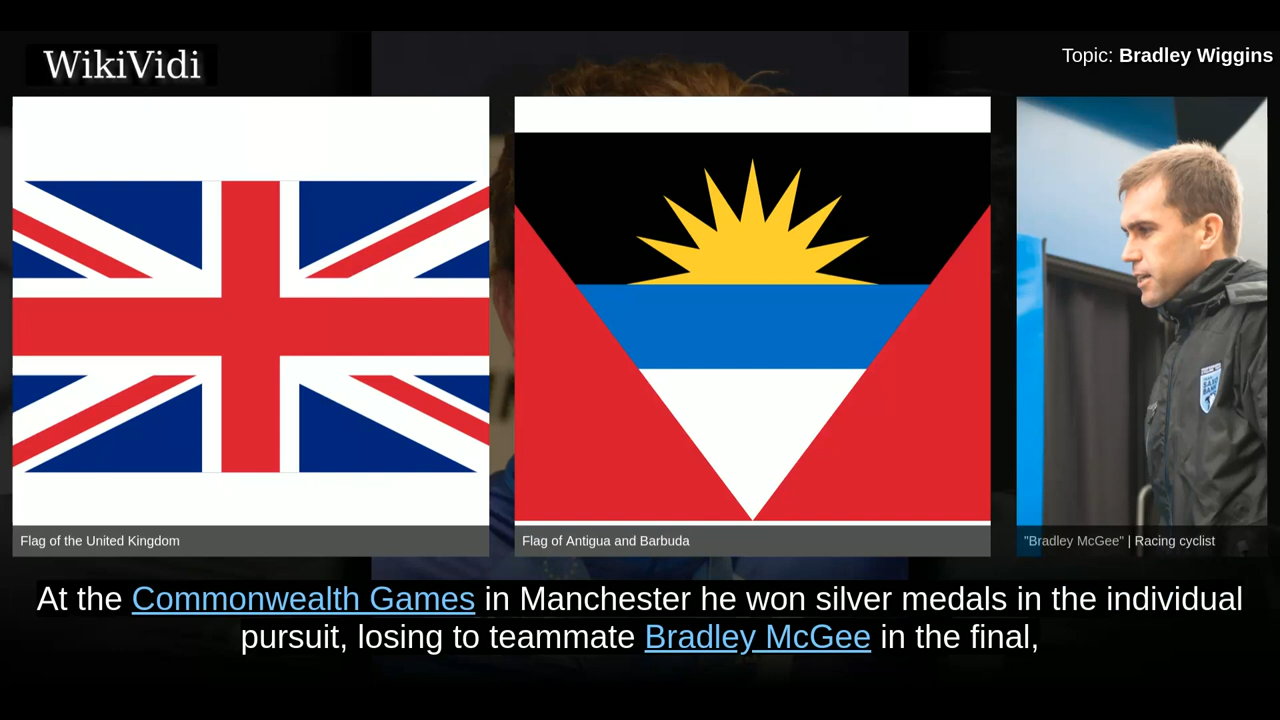 WikiVidi
Topic: Bradley Wiggins
Flag of the United Kingdom
Flag of Antigua and Barbuda
"Bradley McGee" | Racing cyclist
At the Commonwealth Games in Manchester he won silver medals in the individual
pursuit, losing to teammate Bradley McGee in the final,